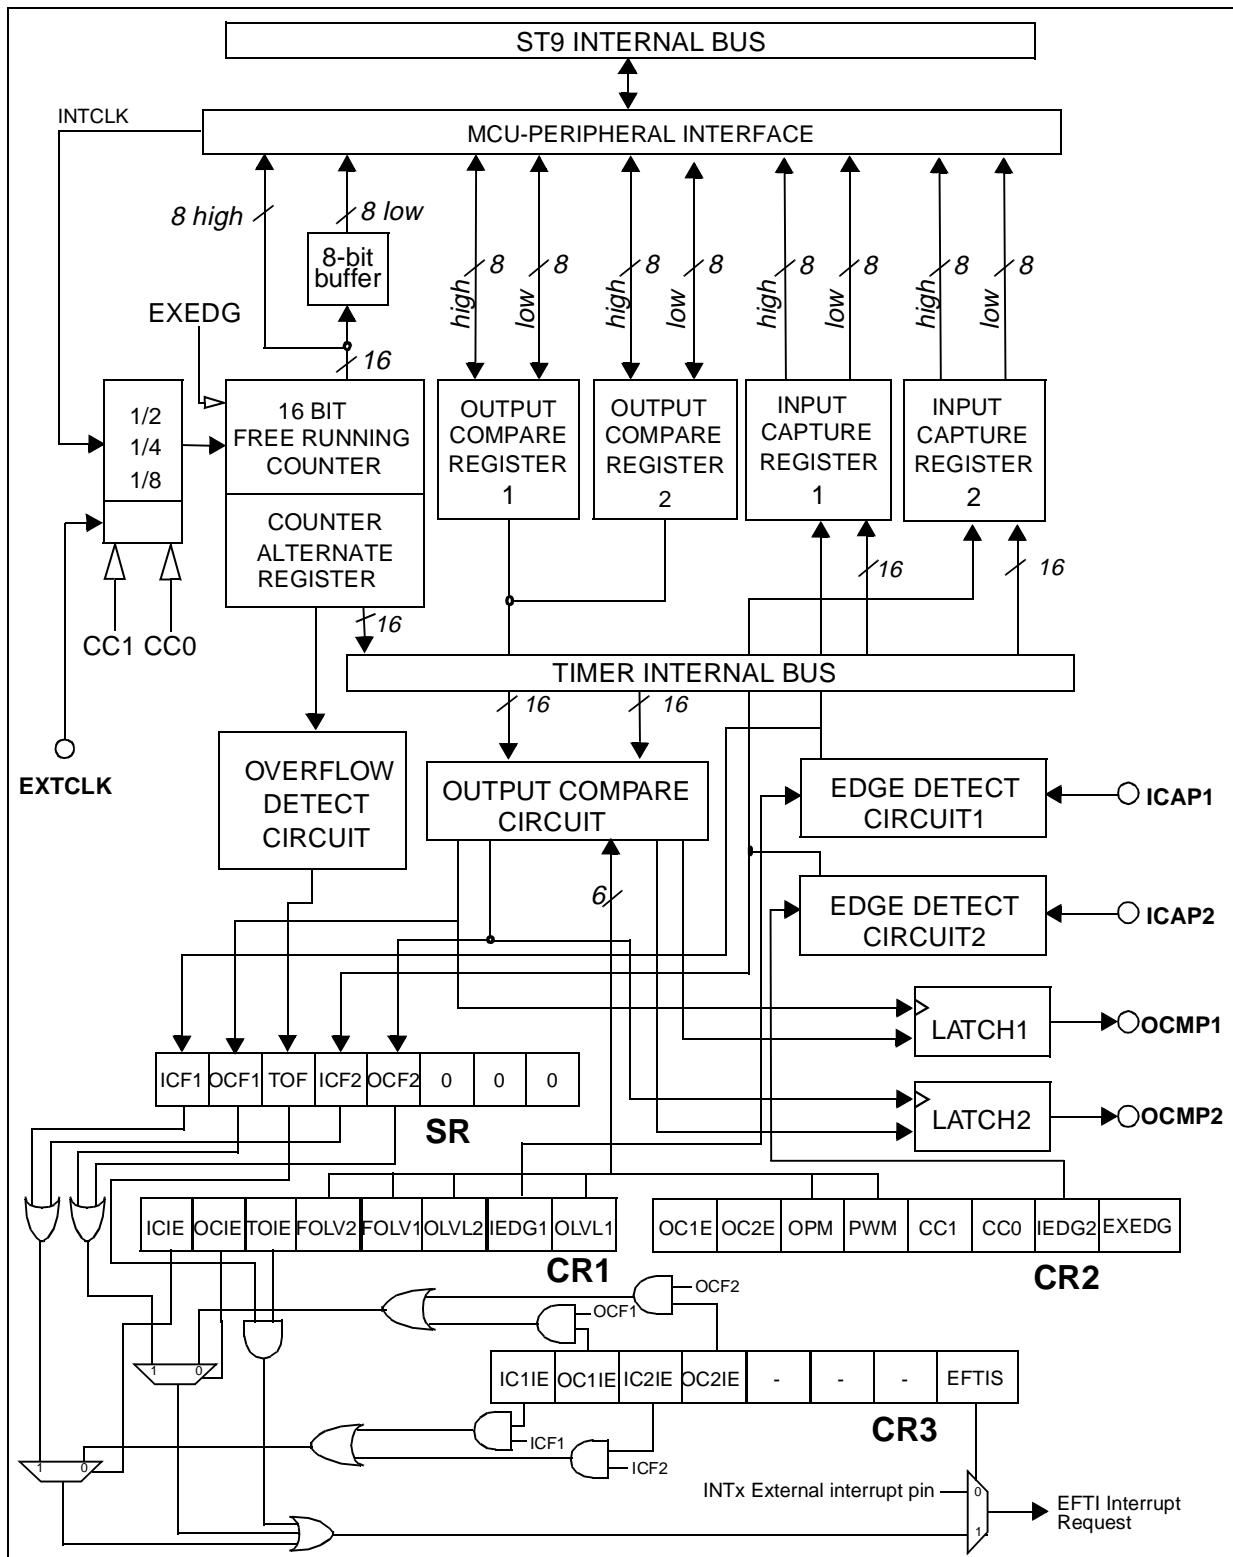 ST9 INTERNAL BUS
INTCLK
MCU-PERIPHERAL INTERFACE
8 high
8 low
8-bit
buffer
high
8
low
8
high
8
low
8
high
8
low
8
high
8
low
8
EXEDG
16
1/2
1/4
1/8
16 BIT
FREE RUNNING
COUNTER
COUNTER
ALTERNATE
REGISTER
OUTPUT
COMPARE
REGISTER
1
OUTPUT
COMPARE
REGISTER
2
INPUT
CAPTURE
REGISTER
1
INPUT
CAPTURE
REGISTER
2
16
16
CC1
CC0
16
TIMER INTERNAL BUS
16
16
EXTCLK
OVERFLOW
DETECT
CIRCUIT
OUTPUT COMPARE
CIRCUIT
EDGE DETECT
CIRCUIT1
ICAP1
6
EDGE DETECT
CIRCUIT2
ICAP2
LATCH1
OCMP1
ICF1 OCF1 TOF ICF2 OCF2 0 0 0
SR
LATCH2
OCMP2
ICIE OCIE TOIE FOLV2 FOLV1 OLVL2 IEDG1 OLVL1
CR1
OC1E OC2E OPM PWM CC1 CC0 IEDG2 EXEDG
CR2
OCF2
OCF1
1 0
IC1IE OC1IE IC2IE OC2IE - - - EFTIS
CR3
ICF1
ICF2
1 0
INTx External interrupt pin
0
1
EFTI Interrupt
Request